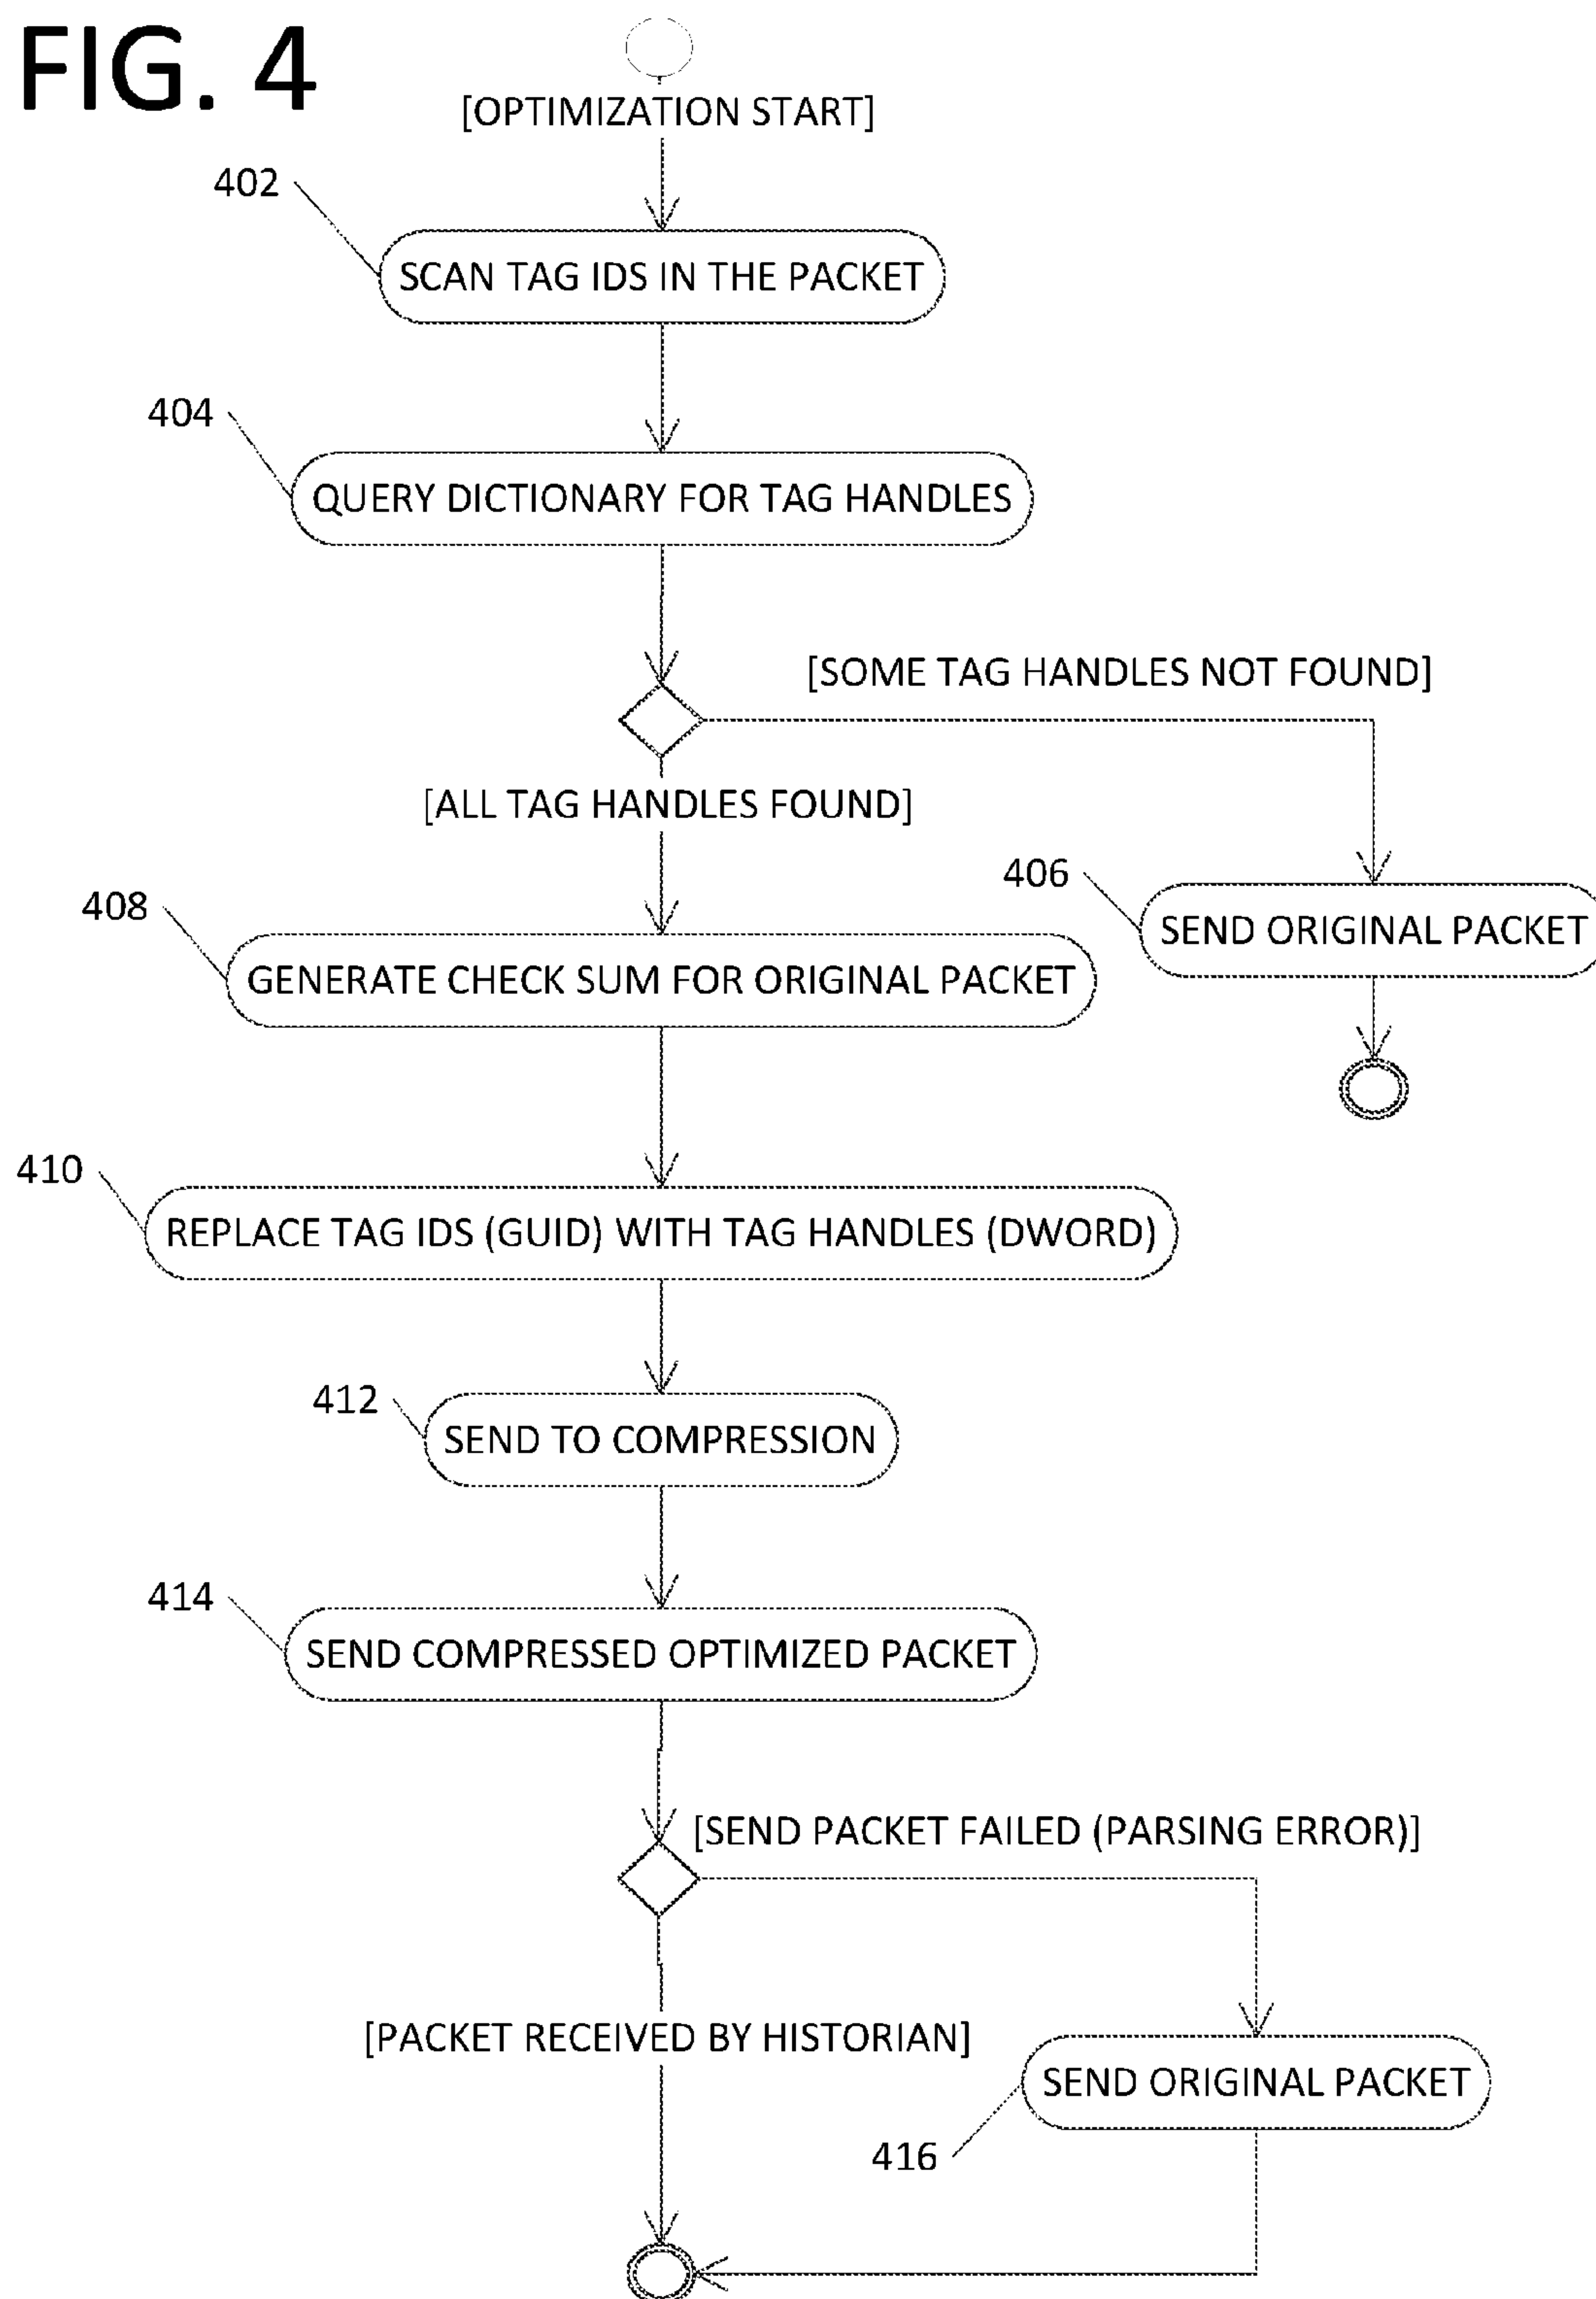 FIG. 4
[OPTIMIZATION START]
402
SCAN TAG IDS IN THE PACKET
404
QUERY DICTIONARY FOR TAG HANDLES
[SOME TAG HANDLES NOT FOUND]
[ALL TAG HANDLES FOUND]
406
SEND ORIGINAL PACKET
408
GENERATE CHECK SUM FOR ORIGINAL PACKET
410
REPLACE TAG IDS (GUID) WITH TAG HANDLES (DWORD)
412
SEND TO COMPRESSION
414
SEND COMPRESSED OPTIMIZED PACKET
[SEND PACKET FAILED (PARSING ERROR)]
[PACKET RECEIVED BY HISTORIAN]
SEND ORIGINAL PACKET
416